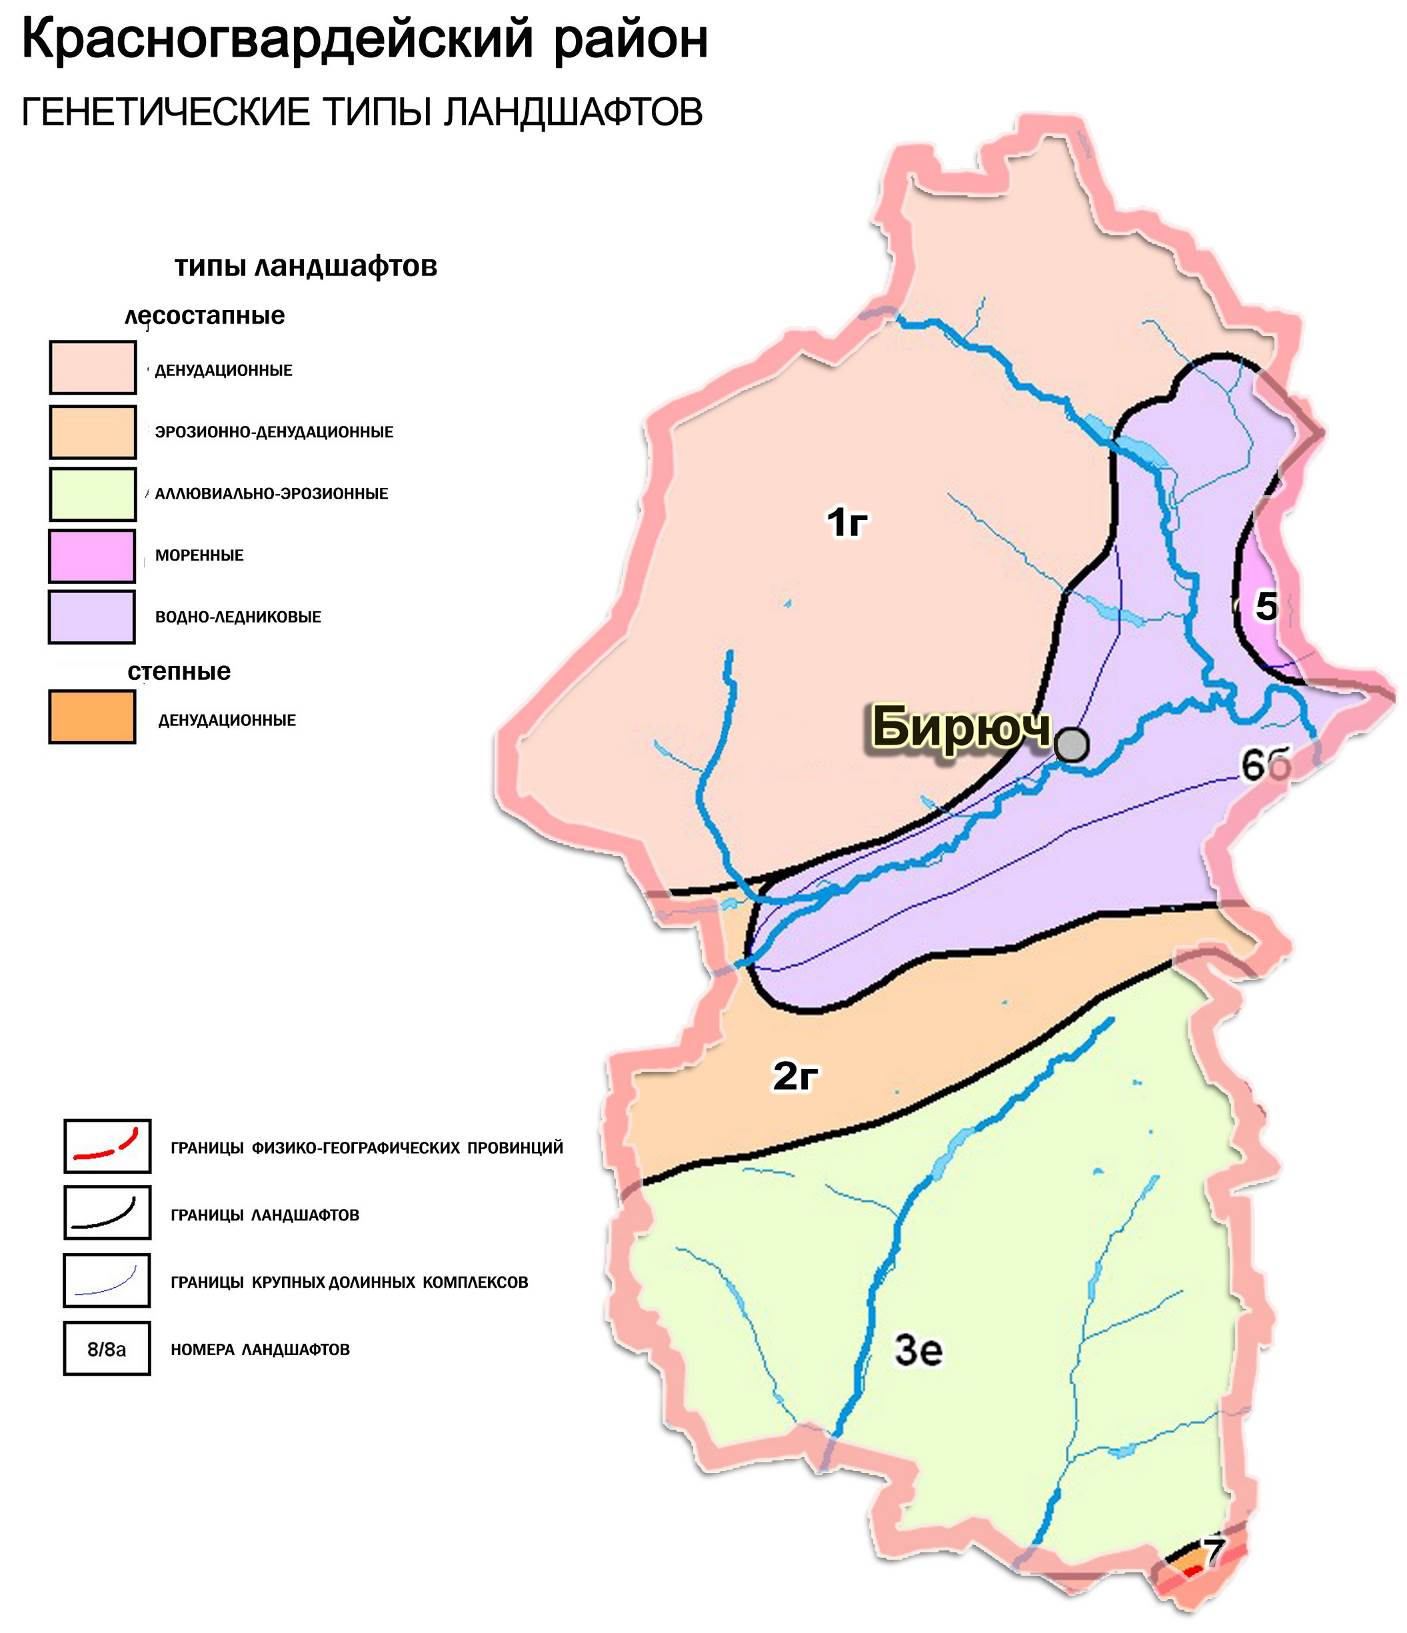 Красногвардейский район
ГЕНЕТИЧЕСКИЕ ТИПЫ ЛАНДШАФТОВ
типы ландшафтов
лесостапные
ДЕНУДАЦИОННЫЕ
ЭРОЗИОННО-ДЕНУДАЦИОННЫЕ
АЛЛЮВИАЛЬНО-ЭРОЗИОННЫЕ
МОРЕННЫЕ
ВОДНО-ЛЕДНИКОВЫЕ
степные
ДЕНУДАЦИОННЫЕ
1г
5
Бирюч
6б
2г
3е
7
ГРАНИЦЫ ФИЗИКО-ГЕОГРАФИЧЕСКИХ ПРОВИНЦИЙ
ГРАНИЦЫ ЛАНДШАФТОВ
ГРАНИЦЫ КРУПНЫХ ДОЛИННЫХ КОМПЛЕКСОВ
8/8а НОМЕРА ЛАНДШАФТОВ